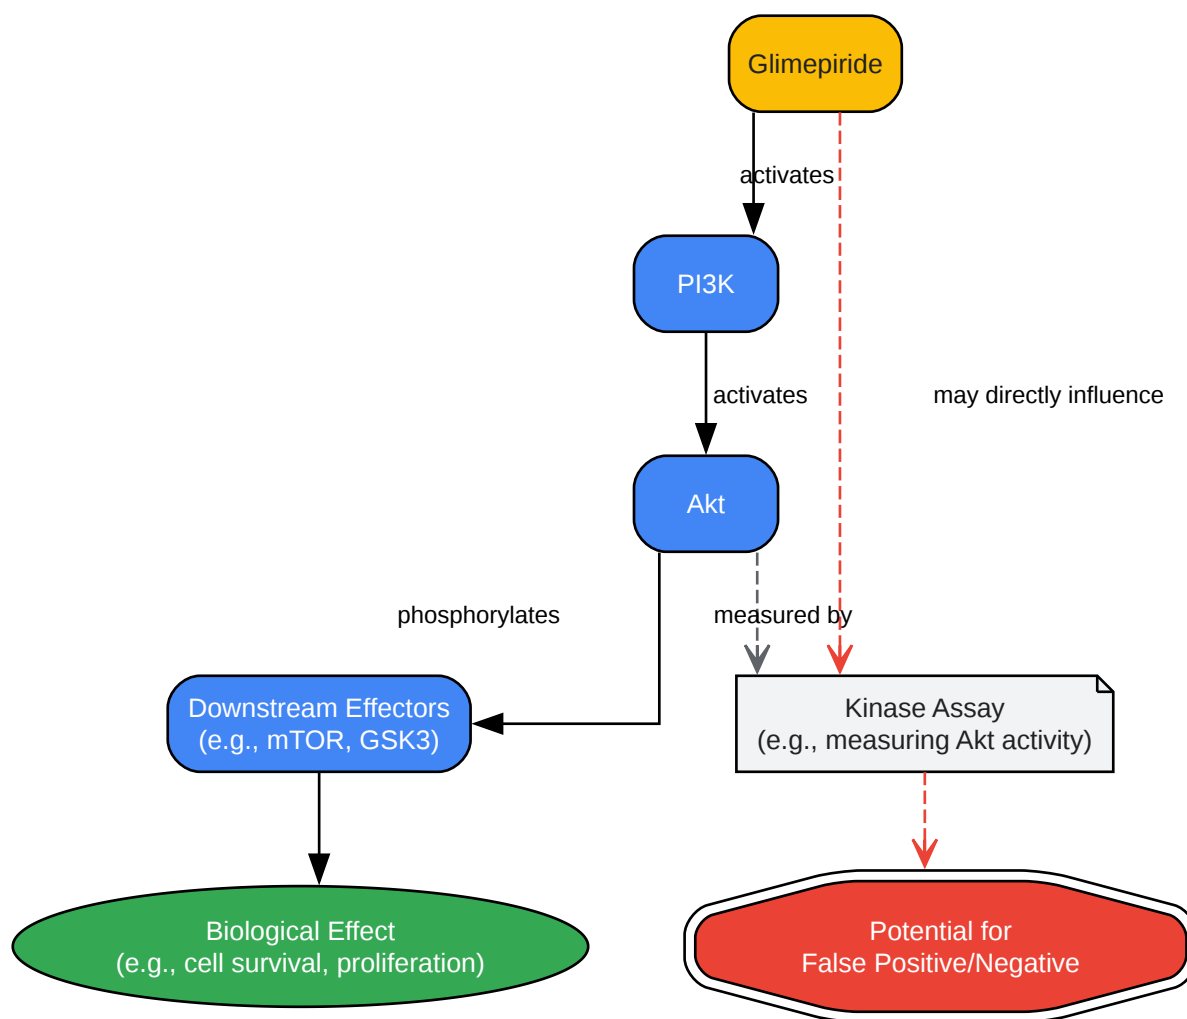 Glimepiride
activates
PI3K
activates
may directly influence
Akt
phosphorylates
measured by
Downstream Effectors
(e.g., mTOR, GSK3)
Kinase Assay
(e.g., measuring Akt activity)
Biological Effect
(e.g., cell survival, proliferation)
Potential for
False Positive/Negative